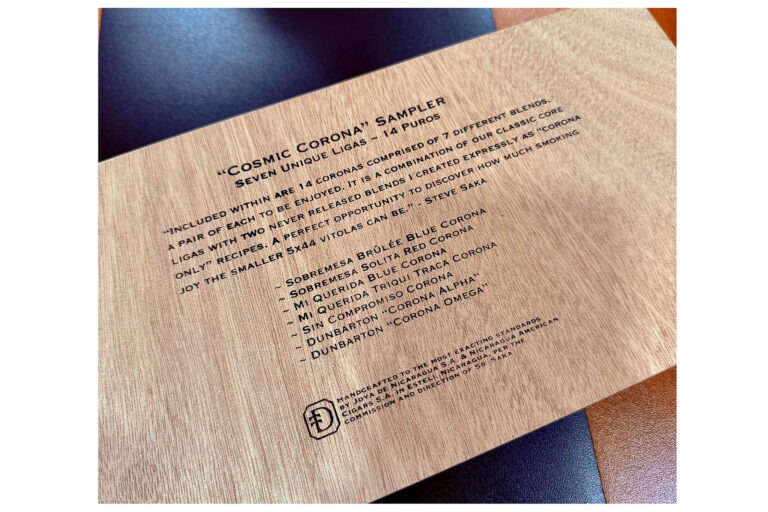 "Cosmic Corona" Sampler
Seven Unique Ligas ~ 14 Puros
"Included within are 14 coronas comprised of 7 different blends,
a pair of each to be enjoyed. It is a combination of our classic core
ligas with two never released blends I created expressly as "corona
only" recipes. A perfect opportunity to discover how much smoking
joy the smaller 5x44 vitolas can be." - Steve Saka
~ Sobremesa Brûlée Blue Corona
~ Sobremesa Solita Red Corona
~ Mi Querida Blue Corona
~ Mi Querida Triqui Traca Corona
~ Sin Compromiso Corona
~ Dunbarton "Corona Alpha"
~ Dunbarton "Corona Omega"
Handcrafted to the most exacting standards
by Joya de Nicaragua S.A. & Nicaragua American
Cigars S.A. in Estelí, Nicaragua, per the
commission and direction of Sr. Saka